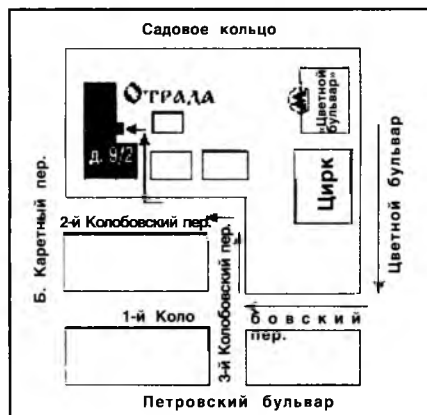 Садовое кольцо
Отрада
«Цветной
бульвар»
д. 9/2
Цирк
Б. Каретный пер.
Цветной бульвар
2-й Колобовский пер.
3-й Колобовский пер.
1-й Коло
бовский
пер.
Петровский бульвар